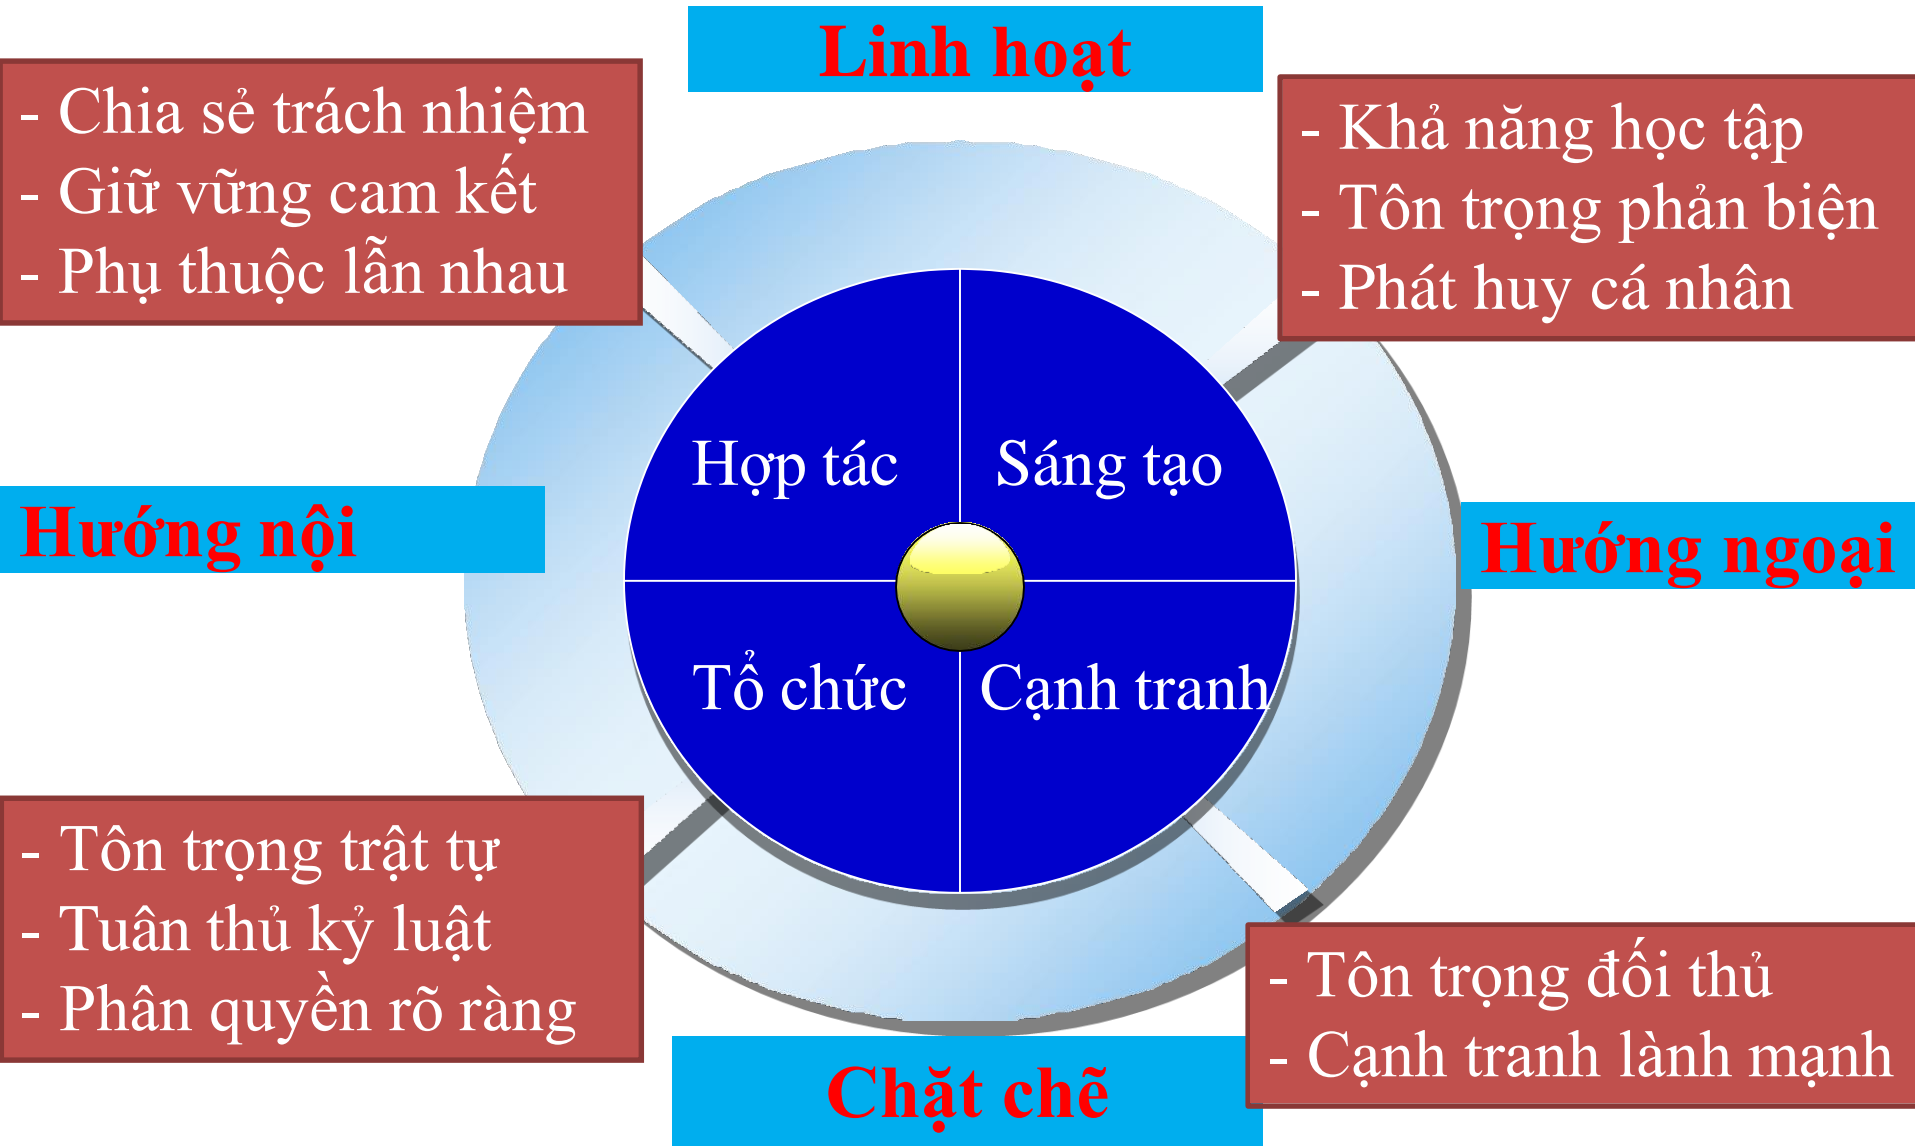 Linh hoạt
- Chia sẻ trách nhiệm
- Giữ vững cam kết
- Phụ thuộc lẫn nhau
- Khả năng học tập
- Tôn trọng phản biện
- Phát huy cá nhân
Hợp tác
Sáng tạo
Hướng nội
Hướng ngoại
Tổ chức
Cạnh tranh
- Tôn trọng trật tự
- Tuân thủ kỷ luật
- Phân quyền rõ ràng
- Tôn trọng đối thủ
- Cạnh tranh lành mạnh
Chặt chẽ